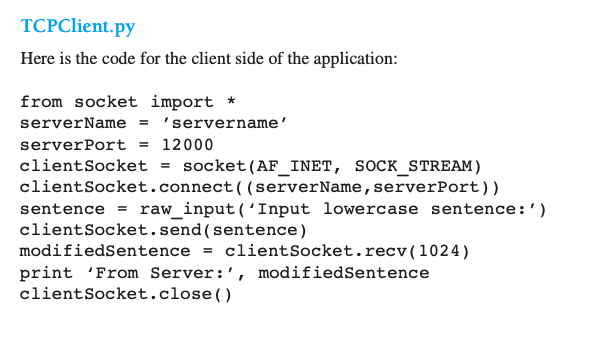 TCPClient.py
Here is the code for the client side of the application:
from socket import *
serverName = ’servername’
serverPort = 12000
clientSocket = socket(AF_INET, SOCK_STREAM)
clientSocket.connect((serverName,serverPort))
sentence = raw_input(‘Input lowercase sentence:’)
clientSocket.send(sentence)
modifiedSentence = clientSocket.recv(1024)
print ‘From Server:’, modifiedSentence
clientSocket.close()